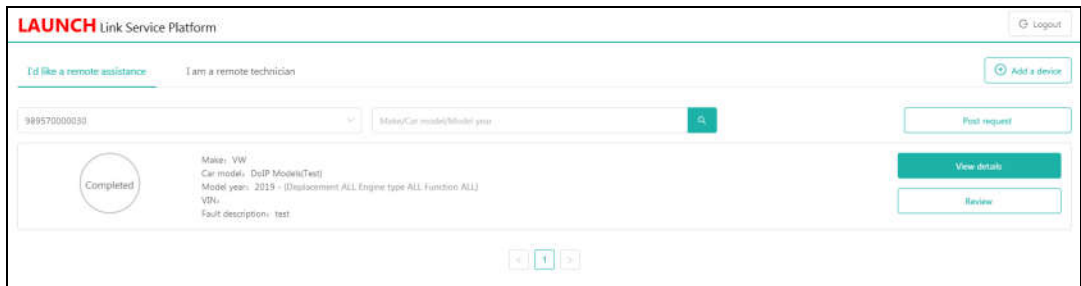 LAUNCH Link Service Platform
Logout
I'd like a remote assistance
I am a remote technician
Add a device
989570000030
Make/Car model/Model year
Post request
Completed
Make： VW
Car model： DoIP Models(Test)
Model year： 2019 - (Displacement ALL Engine type ALL Function ALL)
VIN：
Fault description： test
View details
Review
< 1 >